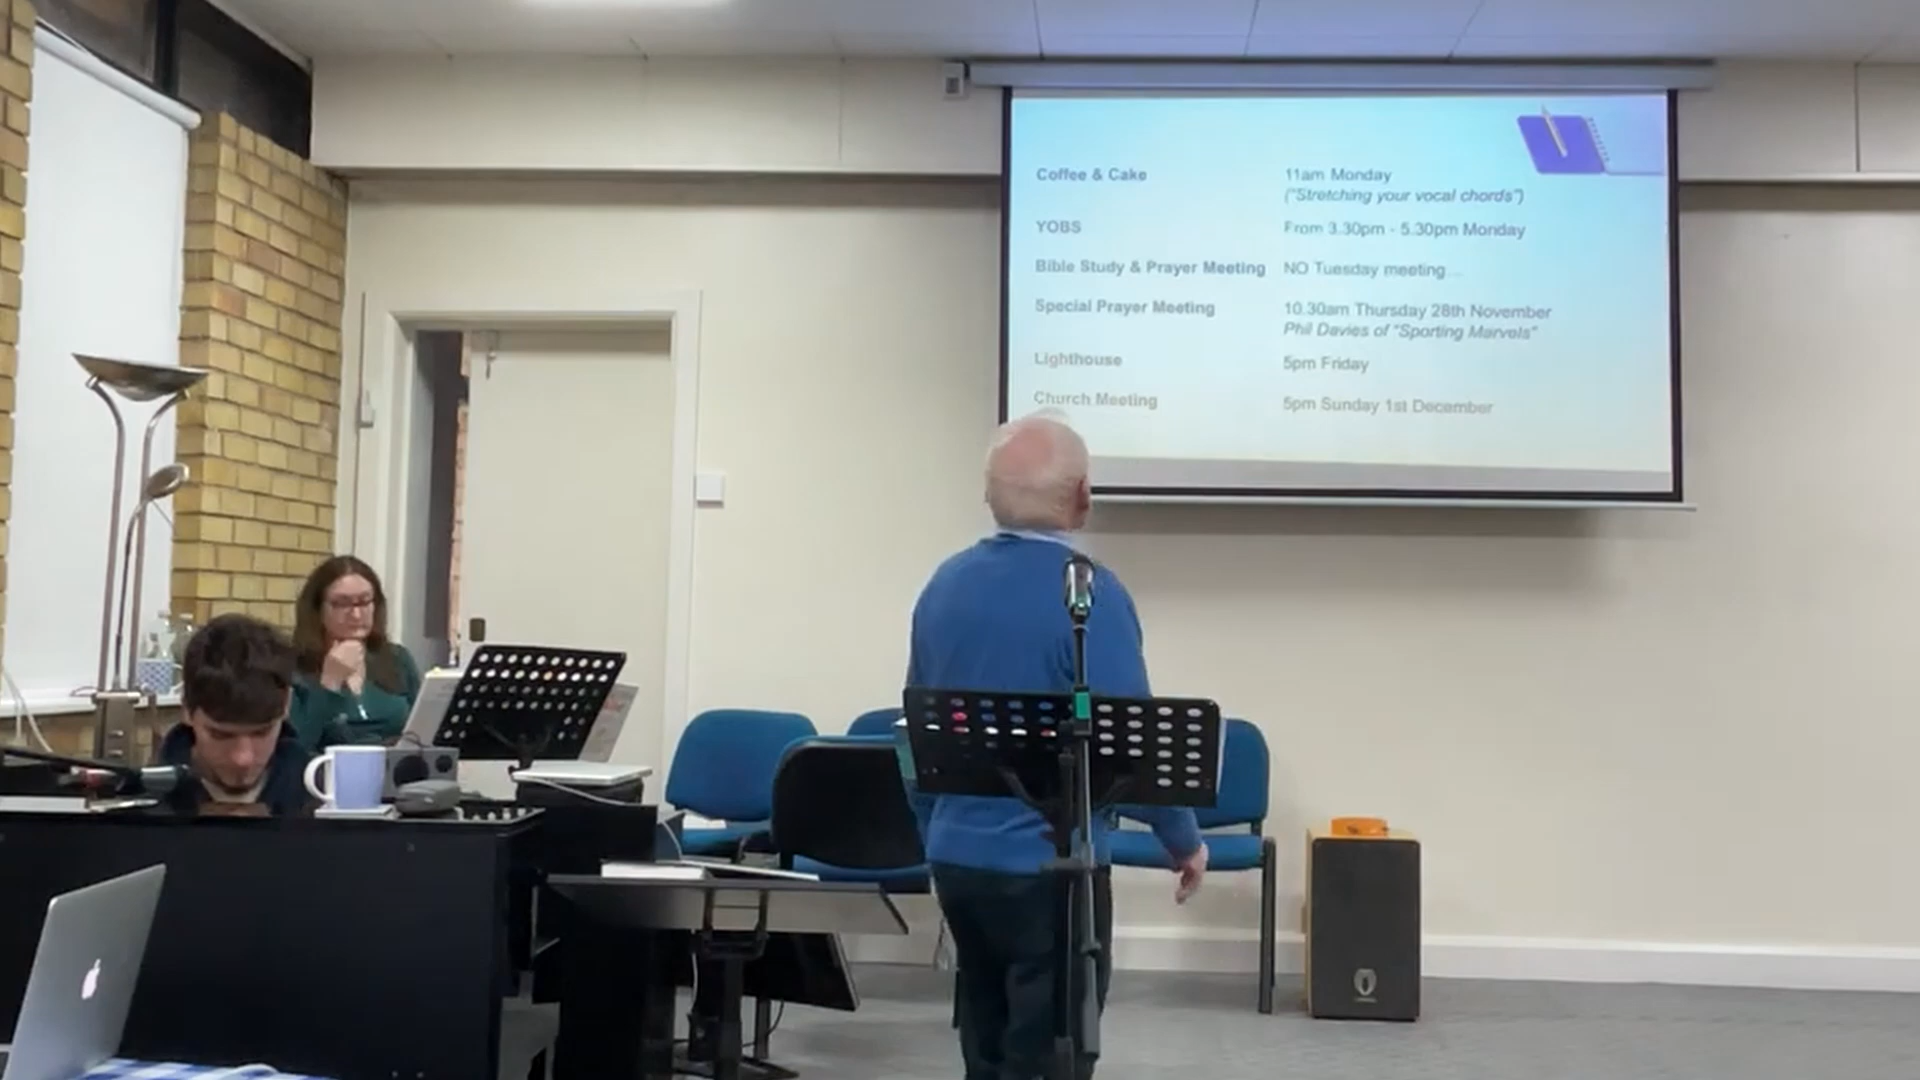 Coffee & Cake 11am Monday
("Stretching your vocal chords")
YOBS From 3.30pm - 5.30pm Monday
Bible Study & Prayer Meeting NO Tuesday meeting...
Special Prayer Meeting 10.30am Thursday 28th November
Phil Davies of "Sporting Marvels"
Lighthouse 5pm Friday
Church Meeting 5pm Sunday 1st December